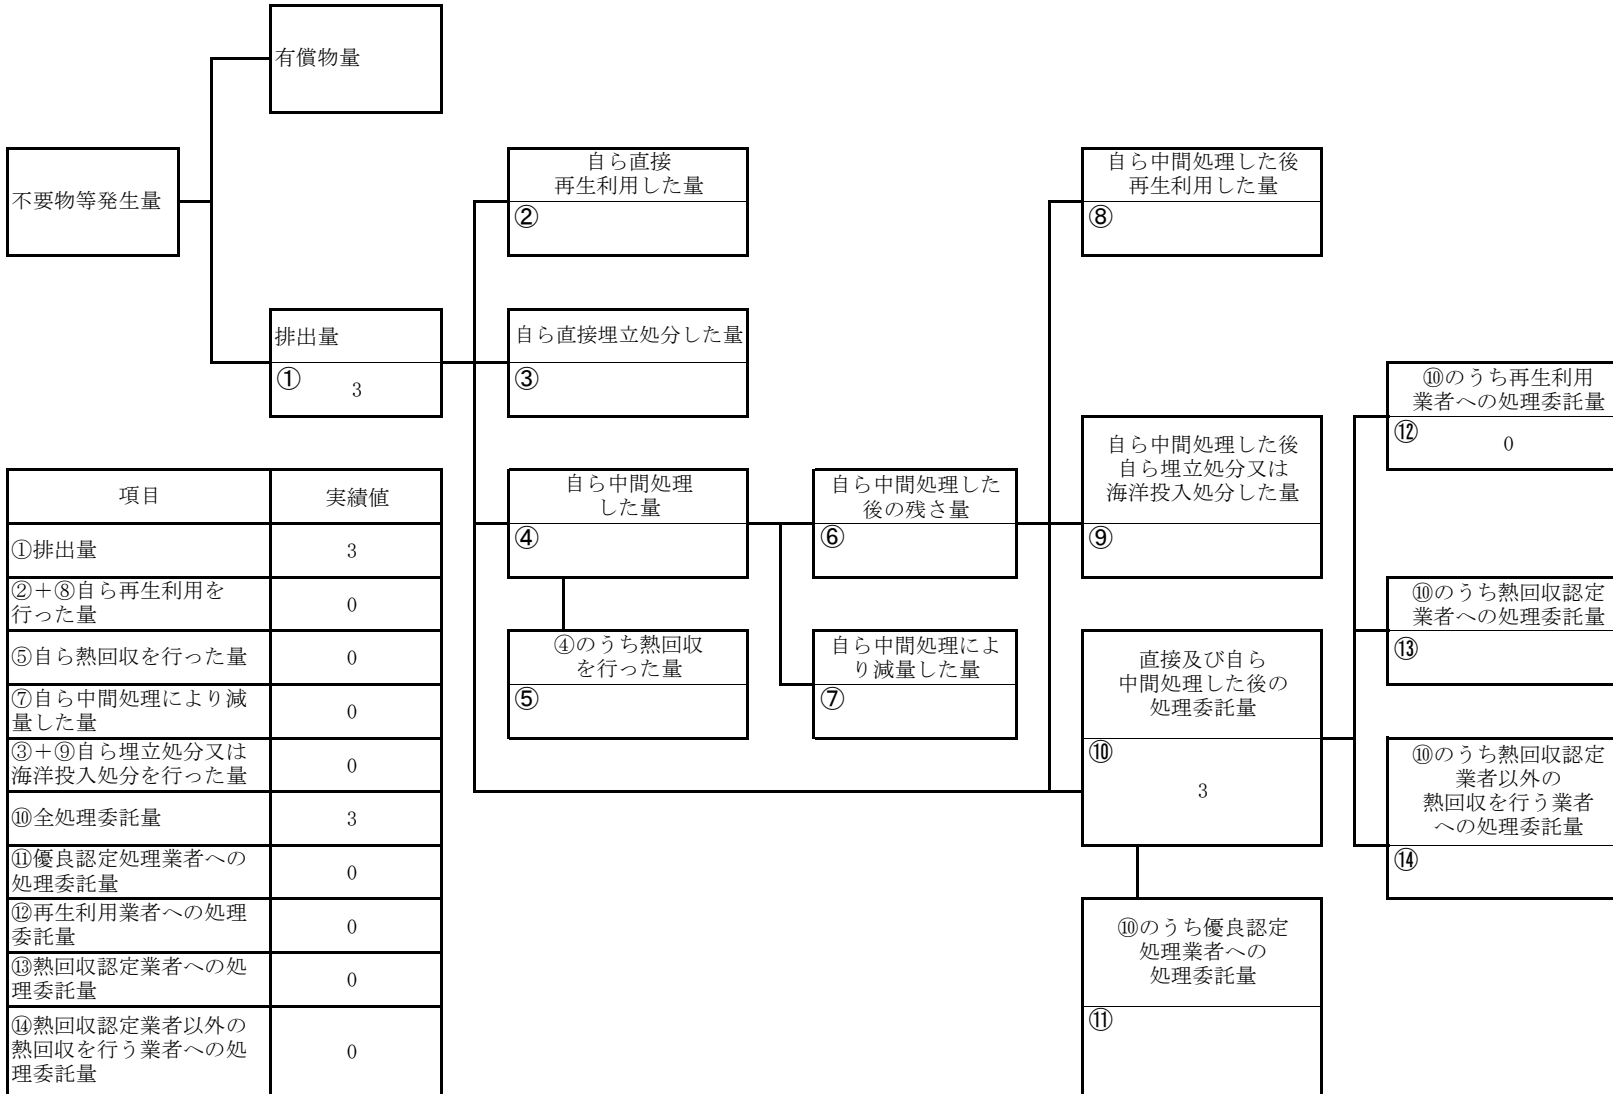 有償物量
不要物等発生量
自ら直接
再生利用した量
②
自ら中間処理した後
再生利用した量
⑧
排出量
① 3
自ら直接埋立処分した量
③
⑩のうち再生利用
業者への処理委託量
⑫ 0
自ら中間処理
した量
④
自ら中間処理した
後の残さ量
⑥
自ら中間処理した後
自ら埋立処分又は
海洋投入処分した量
⑨
④のうち熱回収
を行った量
⑤
自ら中間処理によ
り減量した量
⑦
直接及び自ら
中間処理した後の
処理委託量
⑩
3
⑩のうち熱回収認定
業者への処理委託量
⑬
⑩のうち熱回収認定
業者以外の
熱回収を行う業者
への処理委託量
⑭
⑩のうち優良認定
処理業者への
処理委託量
⑪
項目 実績値
①排出量 3
②＋⑧自ら再生利用を
行った量 0
⑤自ら熱回収を行った量 0
⑦自ら中間処理により減
量した量 0
③＋⑨自ら埋立処分又は
海洋投入処分を行った量 0
⑩全処理委託量 3
⑪優良認定処理業者への
処理委託量 0
⑫再生利用業者への処理
委託量 0
⑬熱回収認定業者への処
理委託量 0
⑭熱回収認定業者以外の
熱回収を行う業者への処 0
理委託量